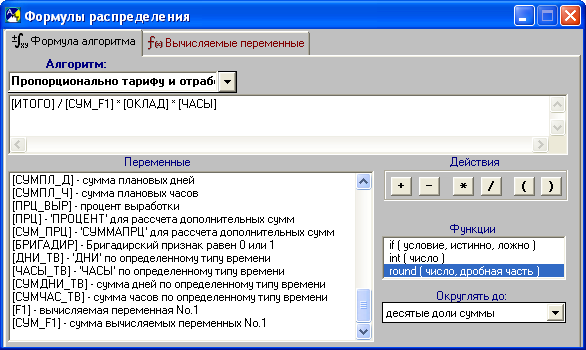 Формулы распределения
Формула алгоритма
Вычисляемые переменные
Алгоритм:
Пропорционально тарифу и отрабо
[ИТОГО] / [СУМ_F1] * [ОКЛАД] * [ЧАСЫ]
Переменные
Действия
[СУМПЛ_Д] - сумма плановых дней
[СУМПЛ_Ч] - сумма плановых часов
[ПРЦ_ВЫР] - процент выработки
[ПРЦ] - 'ПРОЦЕНТ' для рассчета дополнительных сумм
[СУМ_ПРЦ] - 'СУММАПРЦ' для рассчета дополнительных сумм
[БРИГАДИР] - Бригадирский признак равен 0 или 1
[ДНИ_ТВ] - 'ДНИ' по определенному типу времени
[ЧАСЫ_ТВ] - 'ЧАСЫ' по определенному типу времени
[СУМДНИ_ТВ] - сумма дней по определенному типу времени
[СУМЧАС_ТВ] - сумма часов по определенному типу времени
[F1] - вычисляемая переменная No.1
[СУМ_F1] - сумма вычисляемых переменных No.1
+ - * / ( )
Функции
if ( условие, истинно, ложно )
int ( число )
round ( число, дробная часть )
Округлять до:
десятые доли суммы